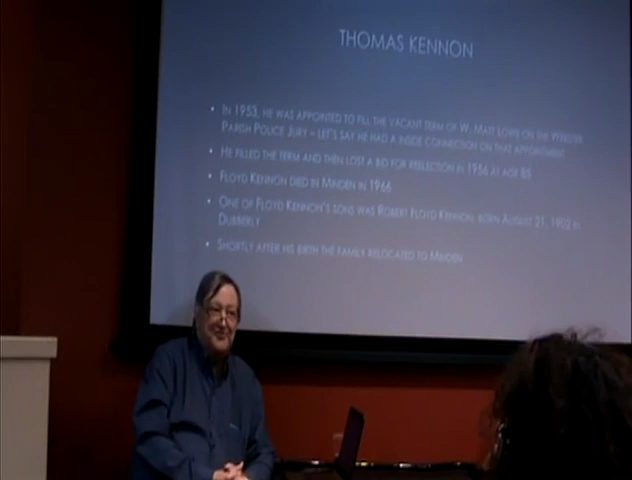 THOMAS KENNON
• IN 1953, HE WAS APPOINTED TO FILL THE VACANT TERM OF W. MATT LOWE ON THE WEBSTER
PARISH POLICE JURY – LET'S SAY HE HAD A INSIDE CONNECTION ON THAT APPOINTMENT
• HE FILLED THE TERM AND THEN LOST A BID FOR REELECTION IN 1956 AT AGE 85
• FLOYD KENNON DIED IN MINDEN IN 1966
• ONE OF FLOYD KENNON'S SONS WAS ROBERT FLOYD KENNON, BORN AUGUST 21, 1902 IN
DUBBERLY
• SHORTLY AFTER HIS BIRTH THE FAMILY RELOCATED TO MINDEN